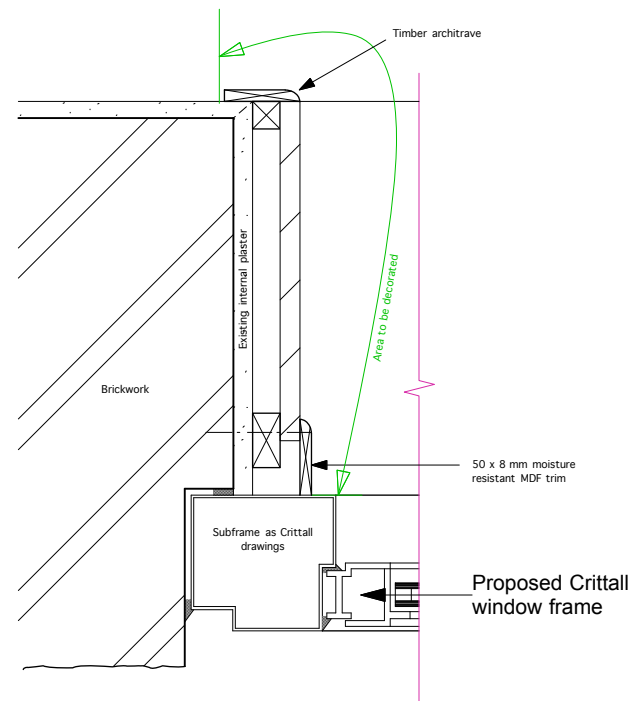 Timber architrave
Existing internal plaster
Area to be decorated
Brickwork
50 x 8 mm moisture
resistant MDF trim
Subframe as Crittall
drawings
Proposed Crittall
window frame